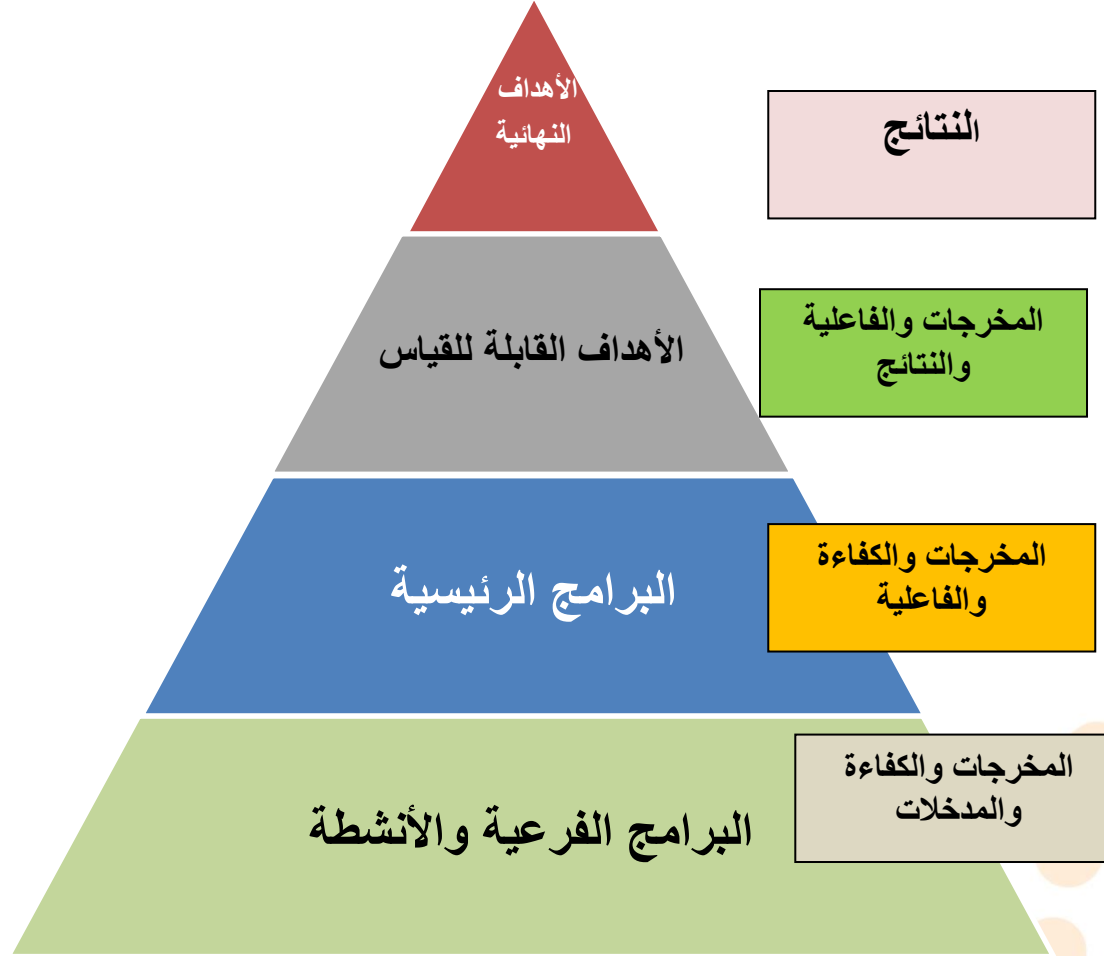 الأهداف
النهائية
النتائج
الأهداف القابلة للقياس
المخرجات والفاعلية
والنتائج
البرامج الرئيسية
المخرجات والكفاءة
والفاعلية
البرامج الفرعية والأنشطة
المخرجات والكفاءة
والمدخلات